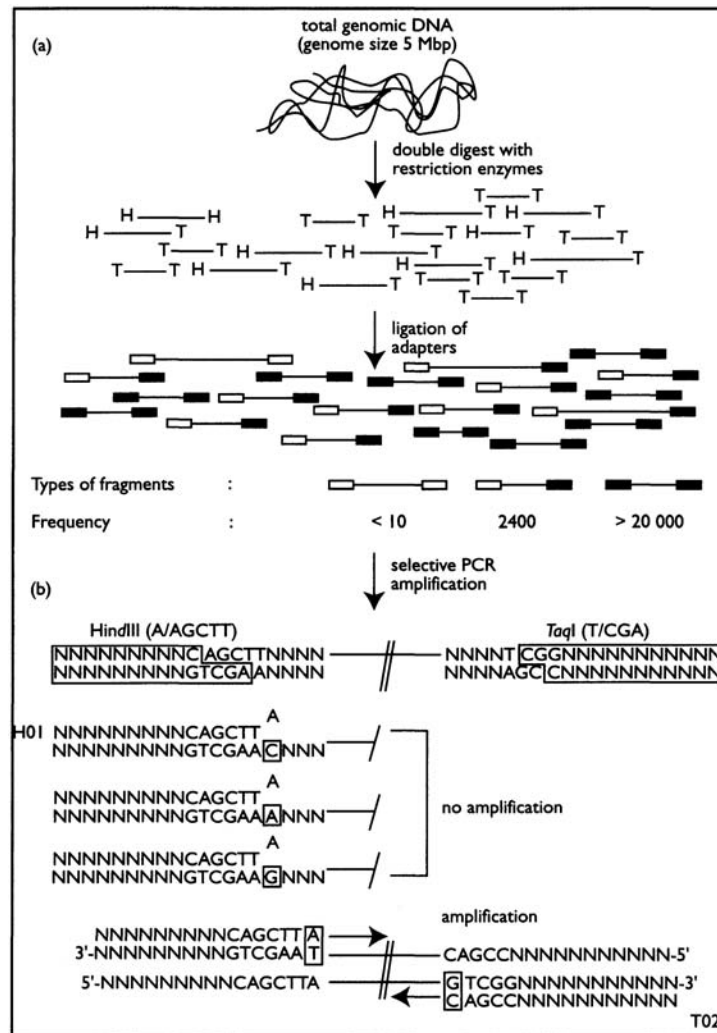 (a)
total genomic DNA
(genome size 5 Mbp)
double digest with
restriction enzymes
T T
H H
H T
T T
H T
H T
H T
T T
H T
T T
T T
H T
H T
H T
H T
T T
H T
T T
T T
T T
ligation of
adapters
Types of fragments :
Frequency : < 10 2400 > 20 000
selective PCR
amplification
(b)
HindIII (A/AGCTT) TaqI (T/CGA)
NNNNNNNNNCAGCTTNNNN NNNNTCGGNNNNNNNNNNN
NNNNNNNNNGTCGAANNNN NNNNAGCCNNNNNNNNNNN
A
H01 NNNNNNNNNCAGCTT
NNNNNNNNNGTCGAACNNN
A
NNNNNNNNNCAGCTT
NNNNNNNNNGTCGAAANNN
no amplification
A
NNNNNNNNNCAGCTT
NNNNNNNNNGTCGAAGNNN
amplification
NNNNNNNNNCAGCTTA
3'-NNNNNNNNNGTCGAAT CAGCCNNNNNNNNNNN-5'
5'-NNNNNNNNNCAGCTTA GTCGGNNNNNNNNNNN-3'
CAGCCNNNNNNNNNNN
T02